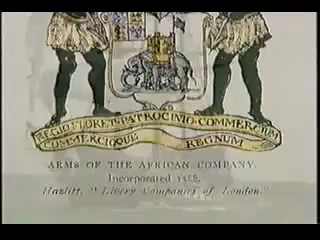 REGIO FLORET PATROCINIO COMMERCIUM
COMMERCIOQUE REGNUM
ARMS OF THE AFRICAN COMPANY.
Incorporated 1588.
Hazlitt, "Livery Companies of London."